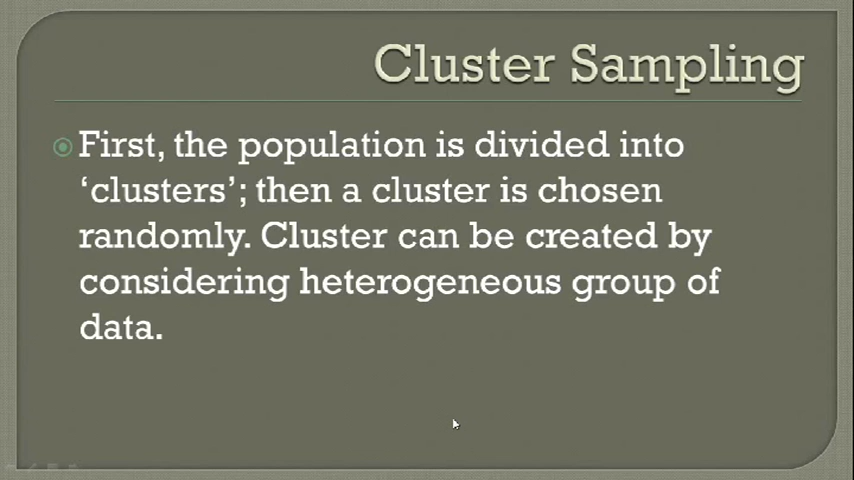 Cluster Sampling
First, the population is divided into
‘clusters’; then a cluster is chosen
randomly. Cluster can be created by
considering heterogeneous group of
data.